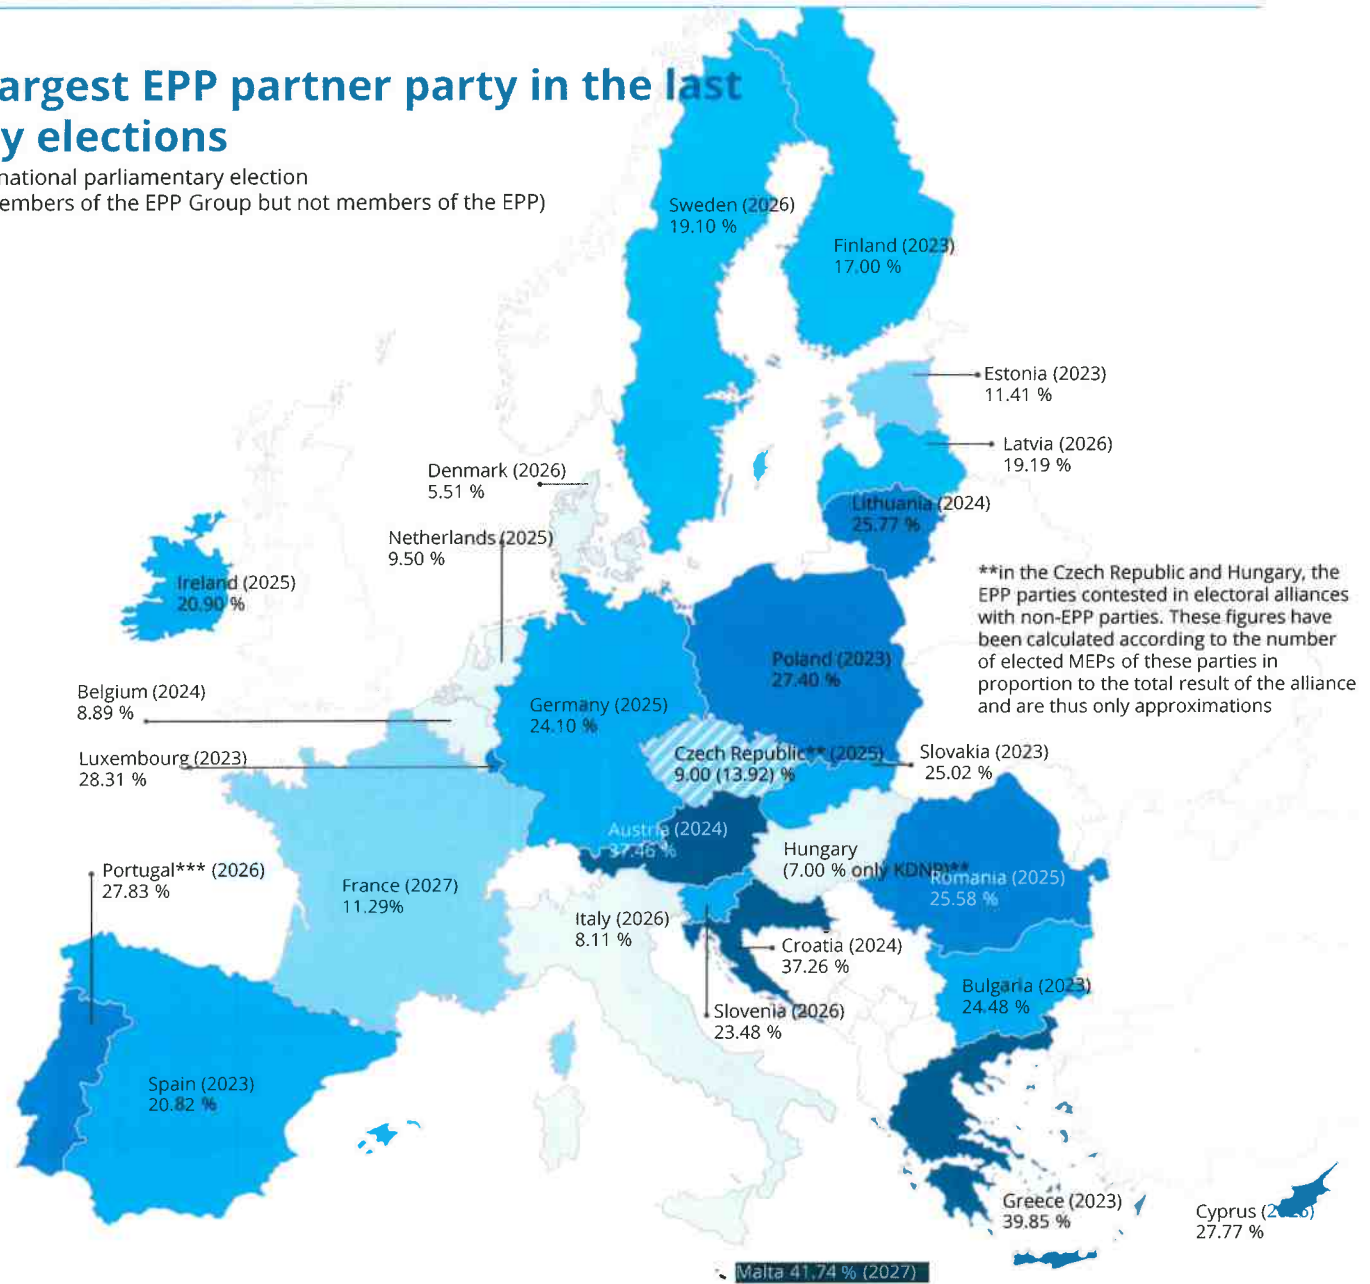 argest EPP partner party in the last
y elections
national parliamentary election
embers of the EPP Group but not members of the EPP)
Sweden (2026)
19.10 %
Finland (2023)
17.00 %
Estonia (2023)
11.41 %
Latvia (2026)
19.19 %
Denmark (2026)
5.51 %
Lithuania (2024)
25.77 %
Netherlands (2025)
9.50 %
Ireland (2025)
20.90 %
**in the Czech Republic and Hungary, the
EPP parties contested in electoral alliances
with non-EPP parties. These figures have
been calculated according to the number
of elected MEPs of these parties in
proportion to the total result of the alliance
and are thus only approximations
Poland (2023)
27.40 %
Belgium (2024)
8.89 %
Germany (2025)
24.10 %
Luxembourg (2023)
28.31 %
Czech Republic** (2025)
9.00 (13.92) %
Slovakia (2023)
25.02 %
Austria (2024)
37.46 %
Hungary
(7.00 % only KDNP)**
Portugal*** (2026)
27.83 %
France (2027)
11.29%
Romania (2025)
25.58 %
Italy (2026)
8.11 %
Croatia (2024)
37.26 %
Bulgaria (2023)
24.48 %
Slovenia (2026)
23.48 %
Spain (2023)
20.82 %
Greece (2023)
39.85 %
Cyprus
27.77 %
Malta 41.74 % (2027)